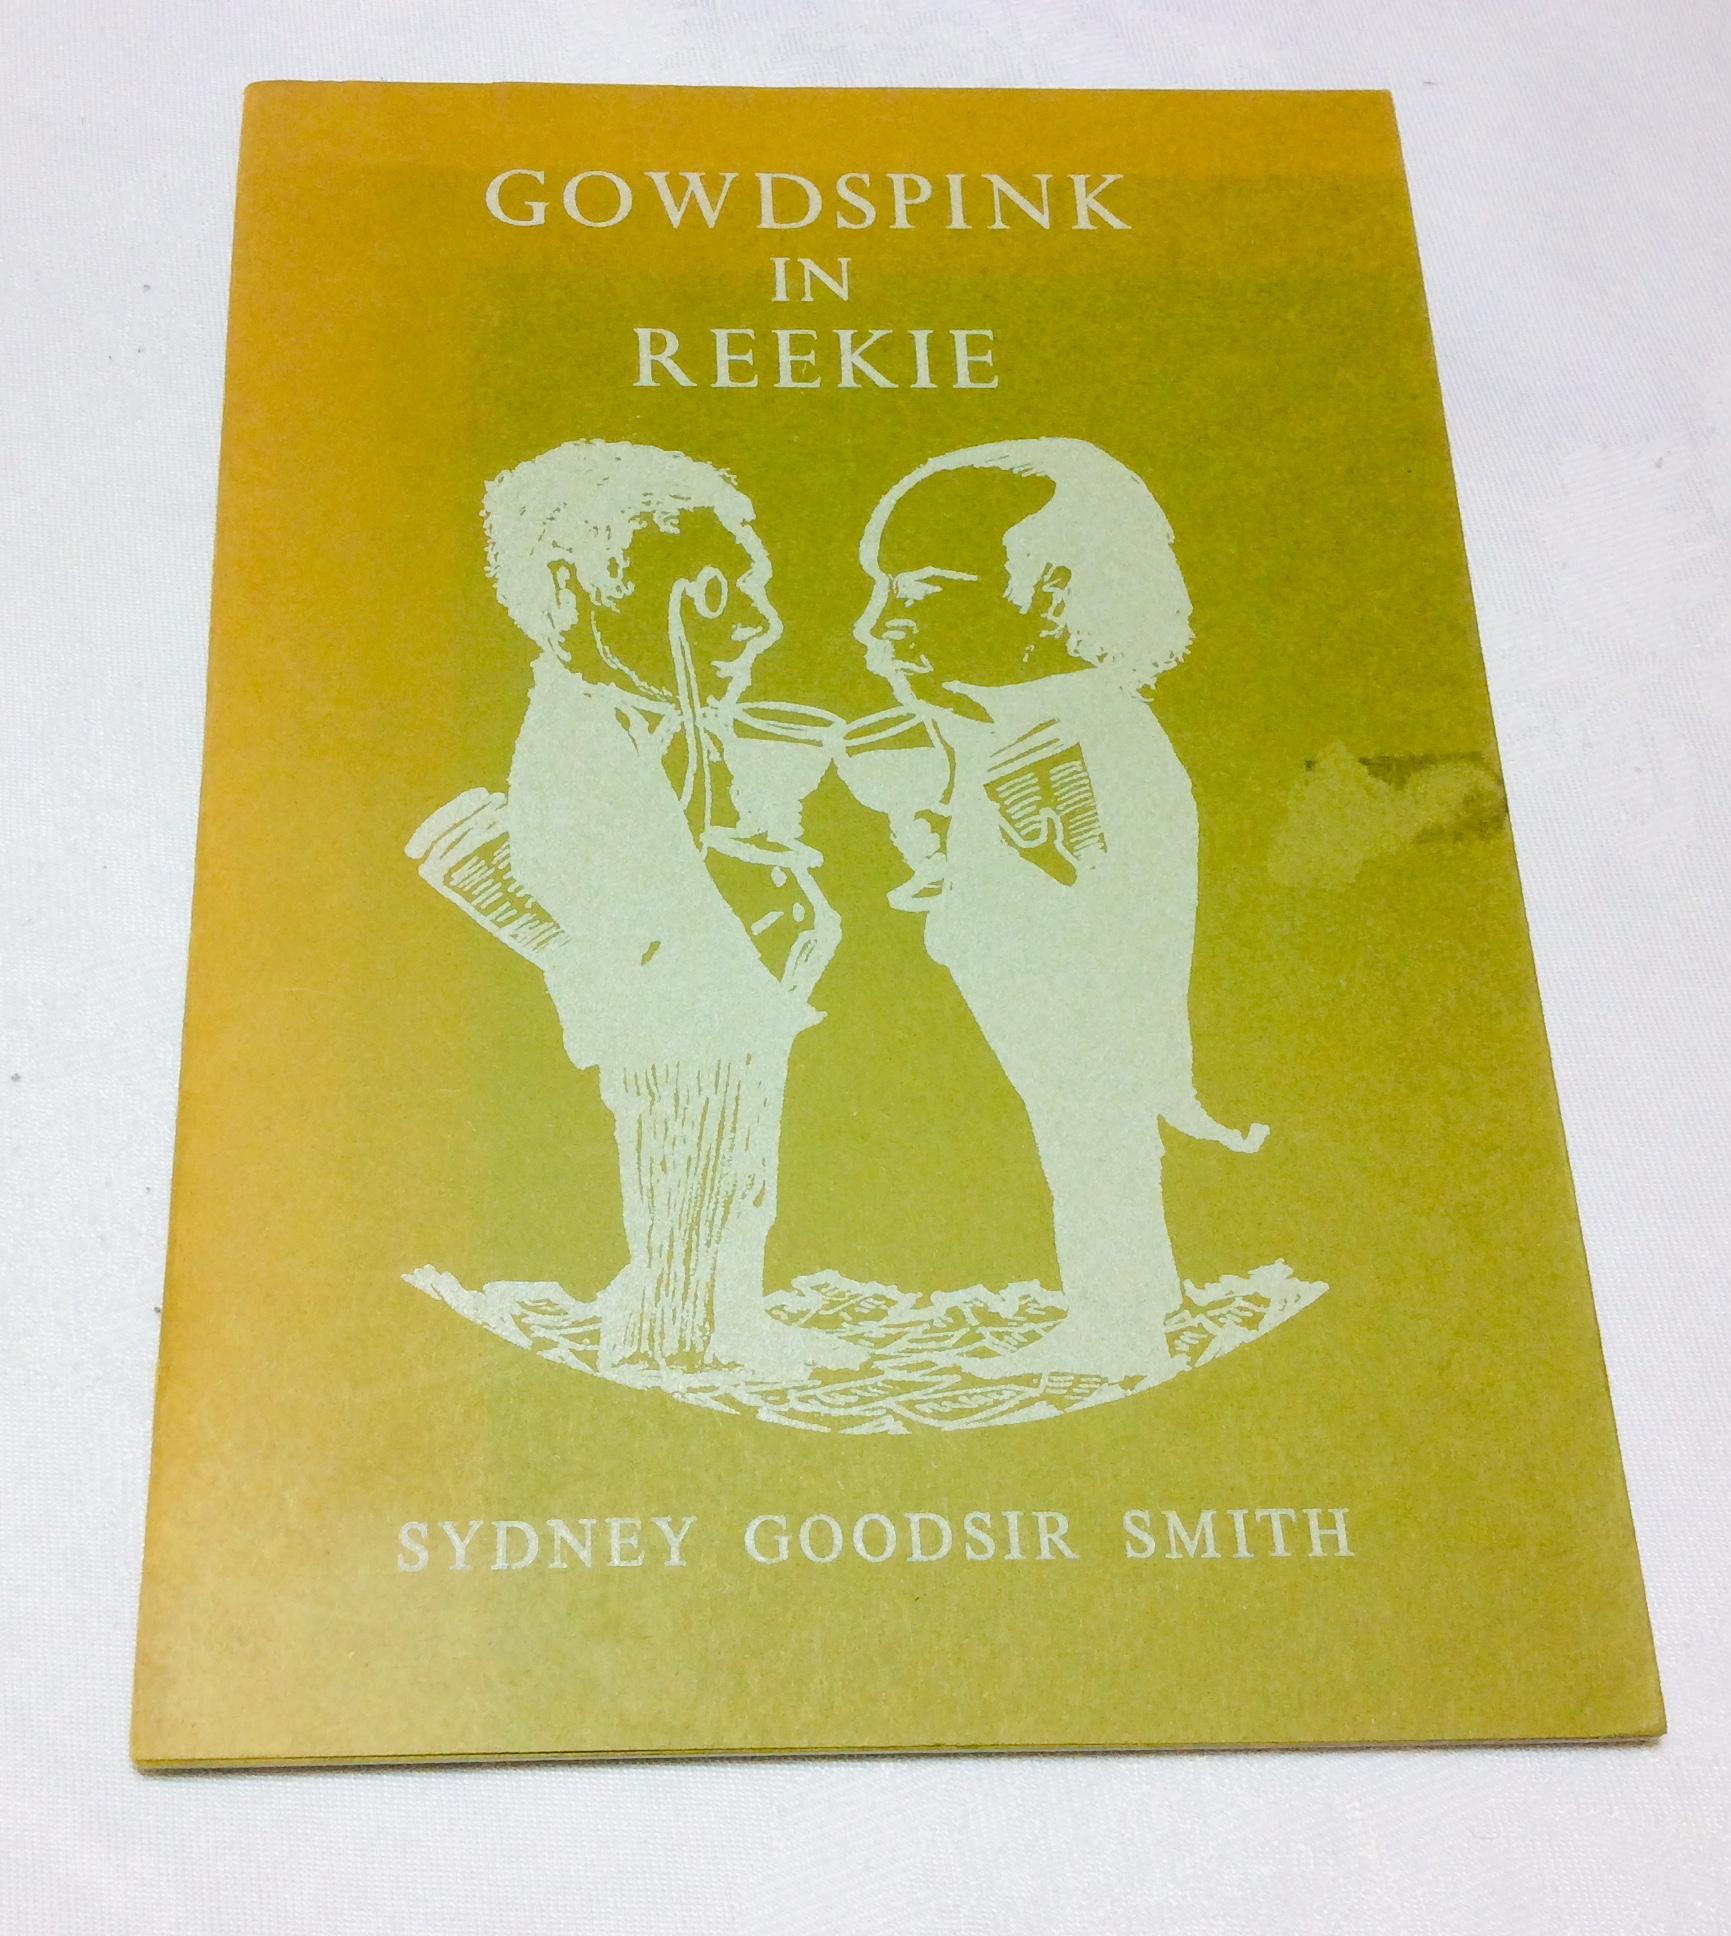 GOWDSPINK
IN
REEKIE
SYDNEY GOODSIR SMITH